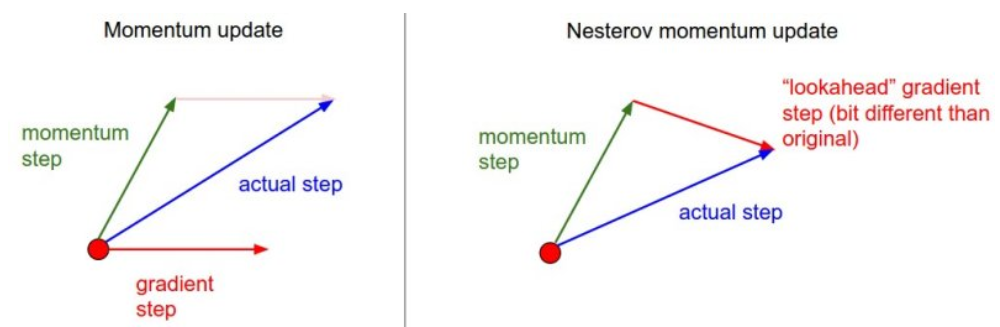 Momentum update
momentum
step
actual step
gradient
step
Nesterov momentum update
“lookahead” gradient
step (bit different than
original)
momentum
step
actual step